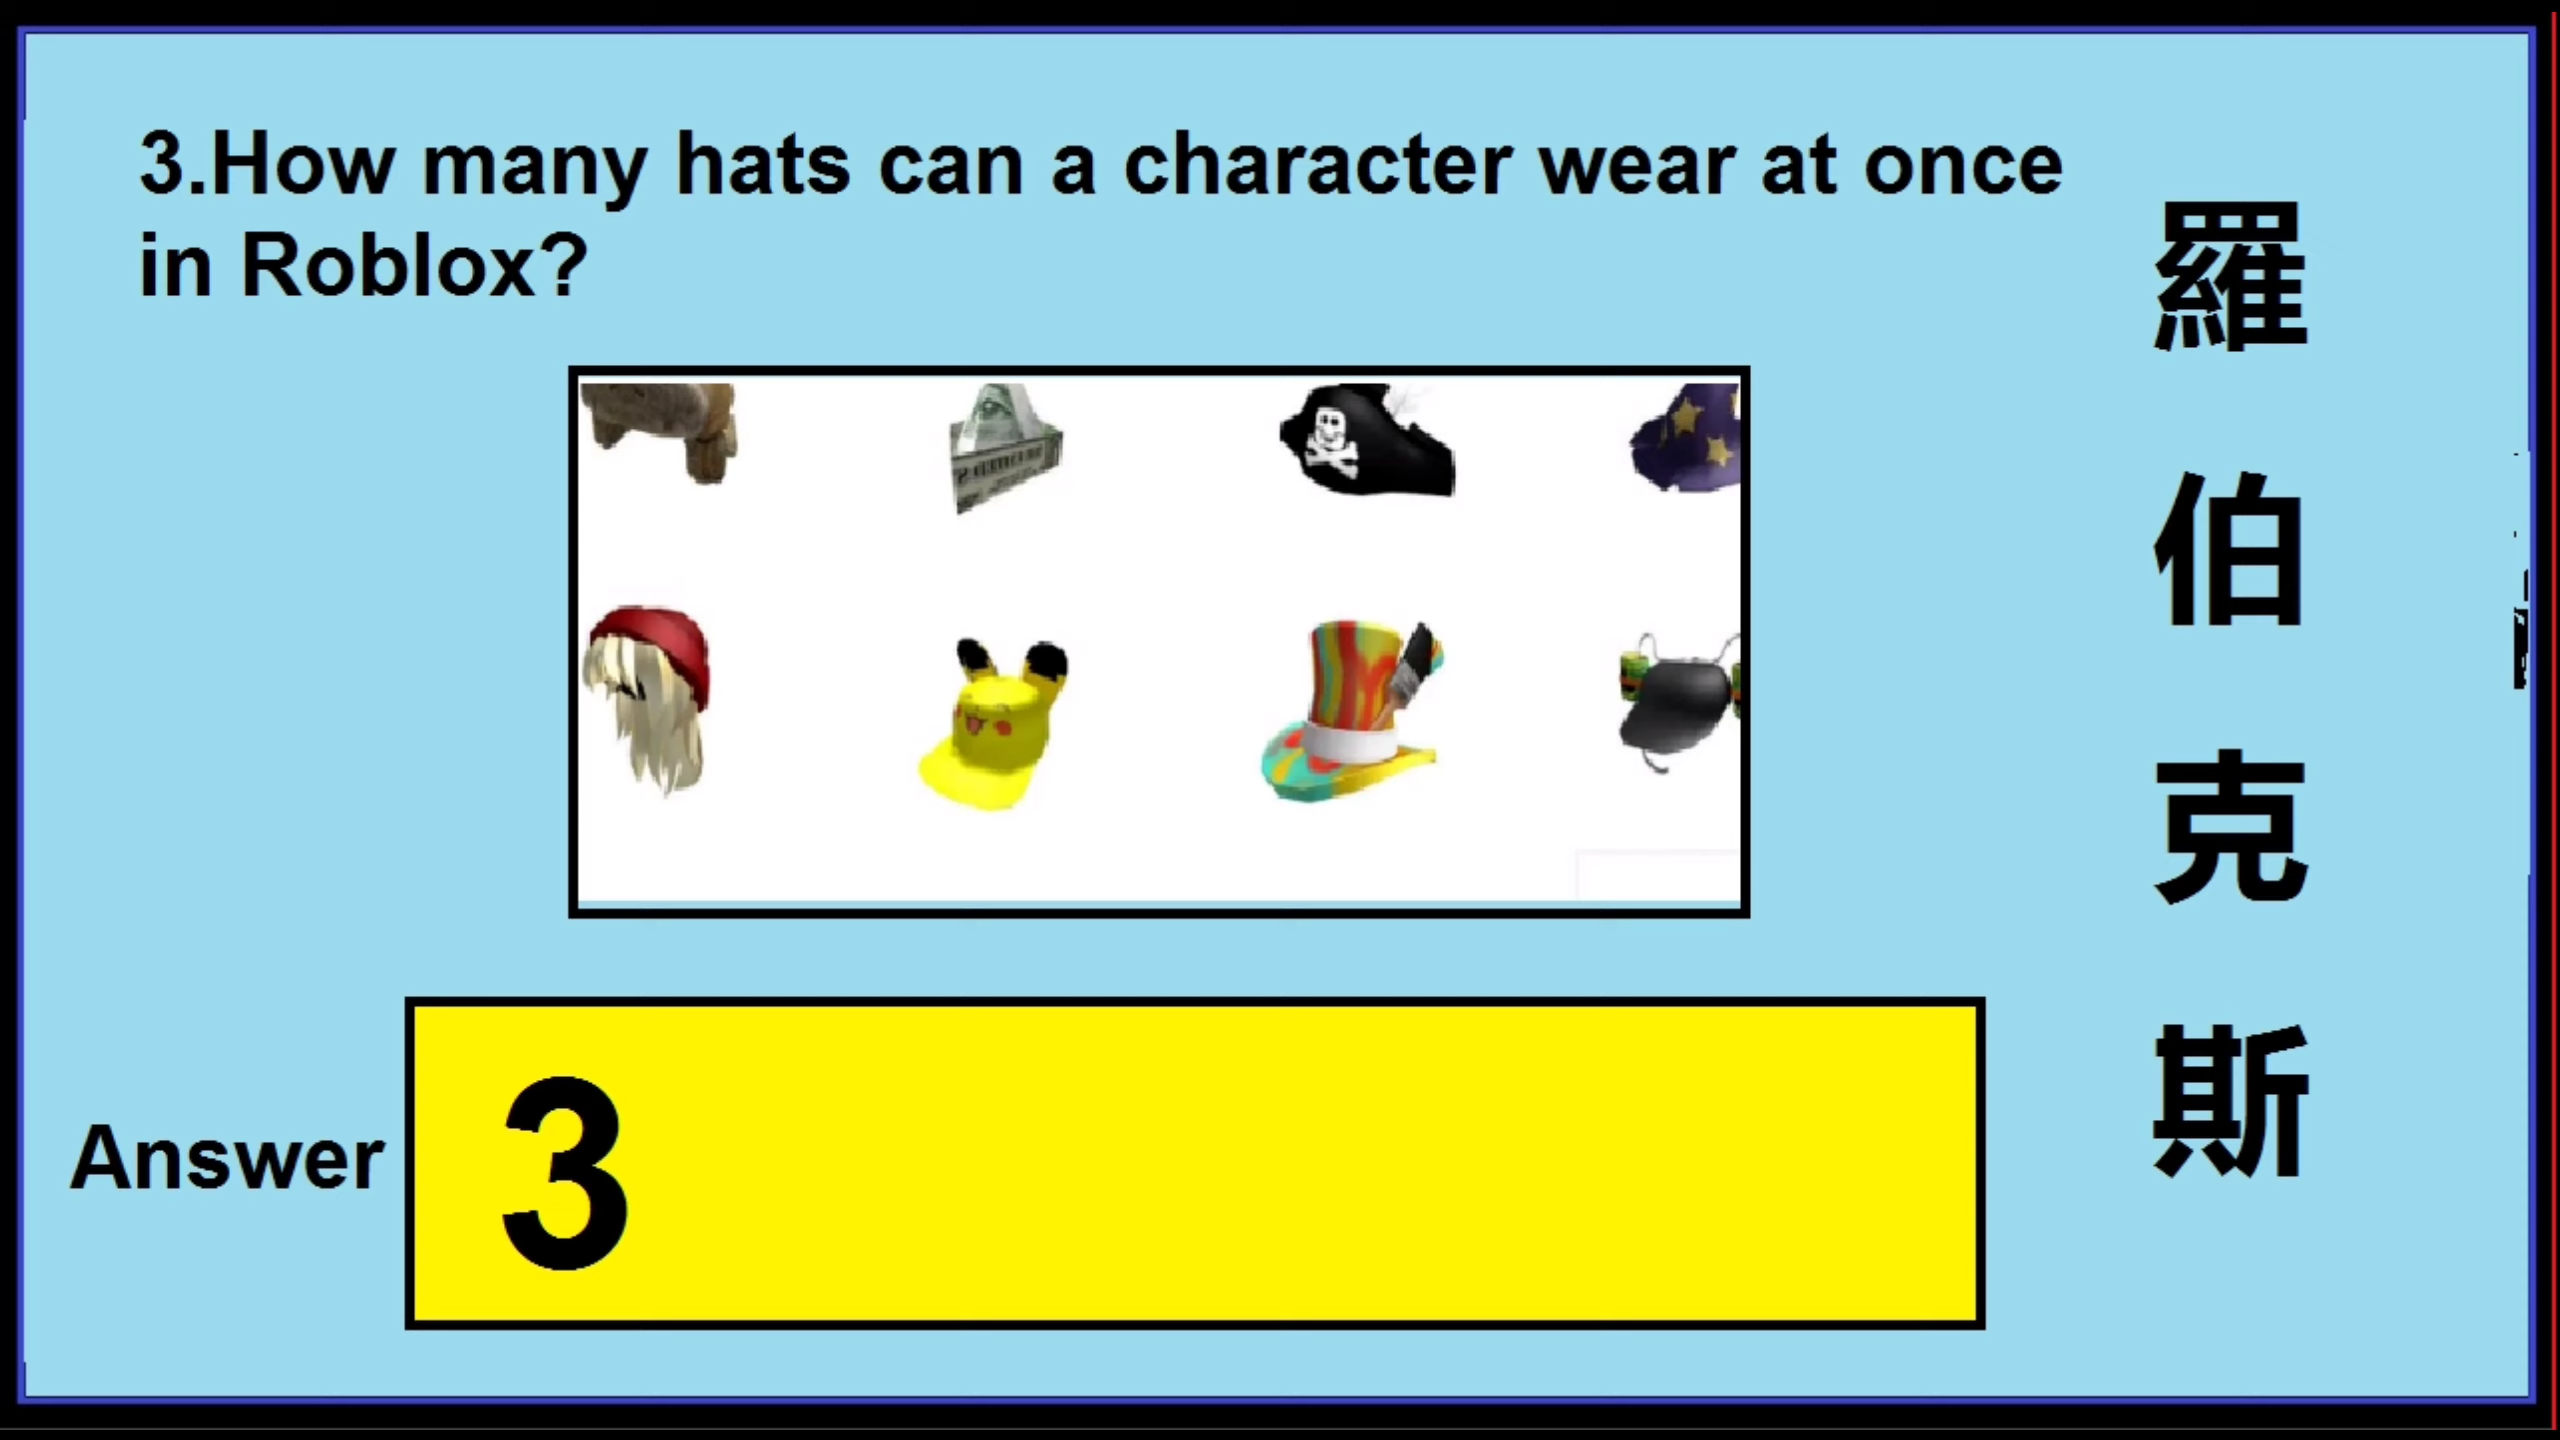 3.How many hats can a character wear at once
in Roblox?
羅伯克斯
Answer
3